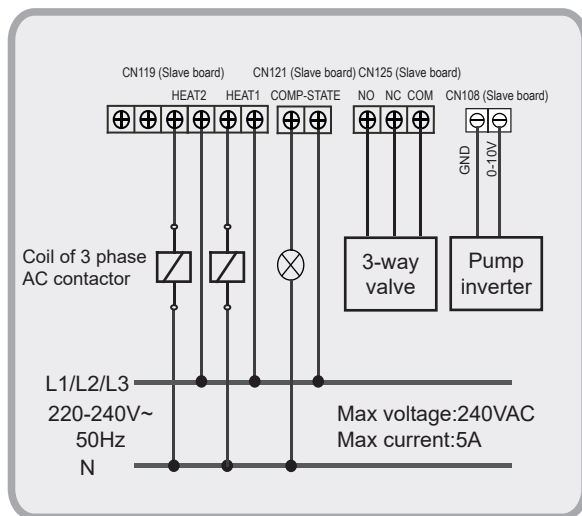 CN119 (Slave board) CN121 (Slave board) CN125 (Slave board)
HEAT2 HEAT1 COMP-STATE NO NC COM CN108 (Slave board)
GND
0-10V
Coil of 3 phase
AC contactor
3-way
valve
Pump
inverter
L1/L2/L3
220-240V~
50Hz
N
Max voltage:240VAC
Max current:5A